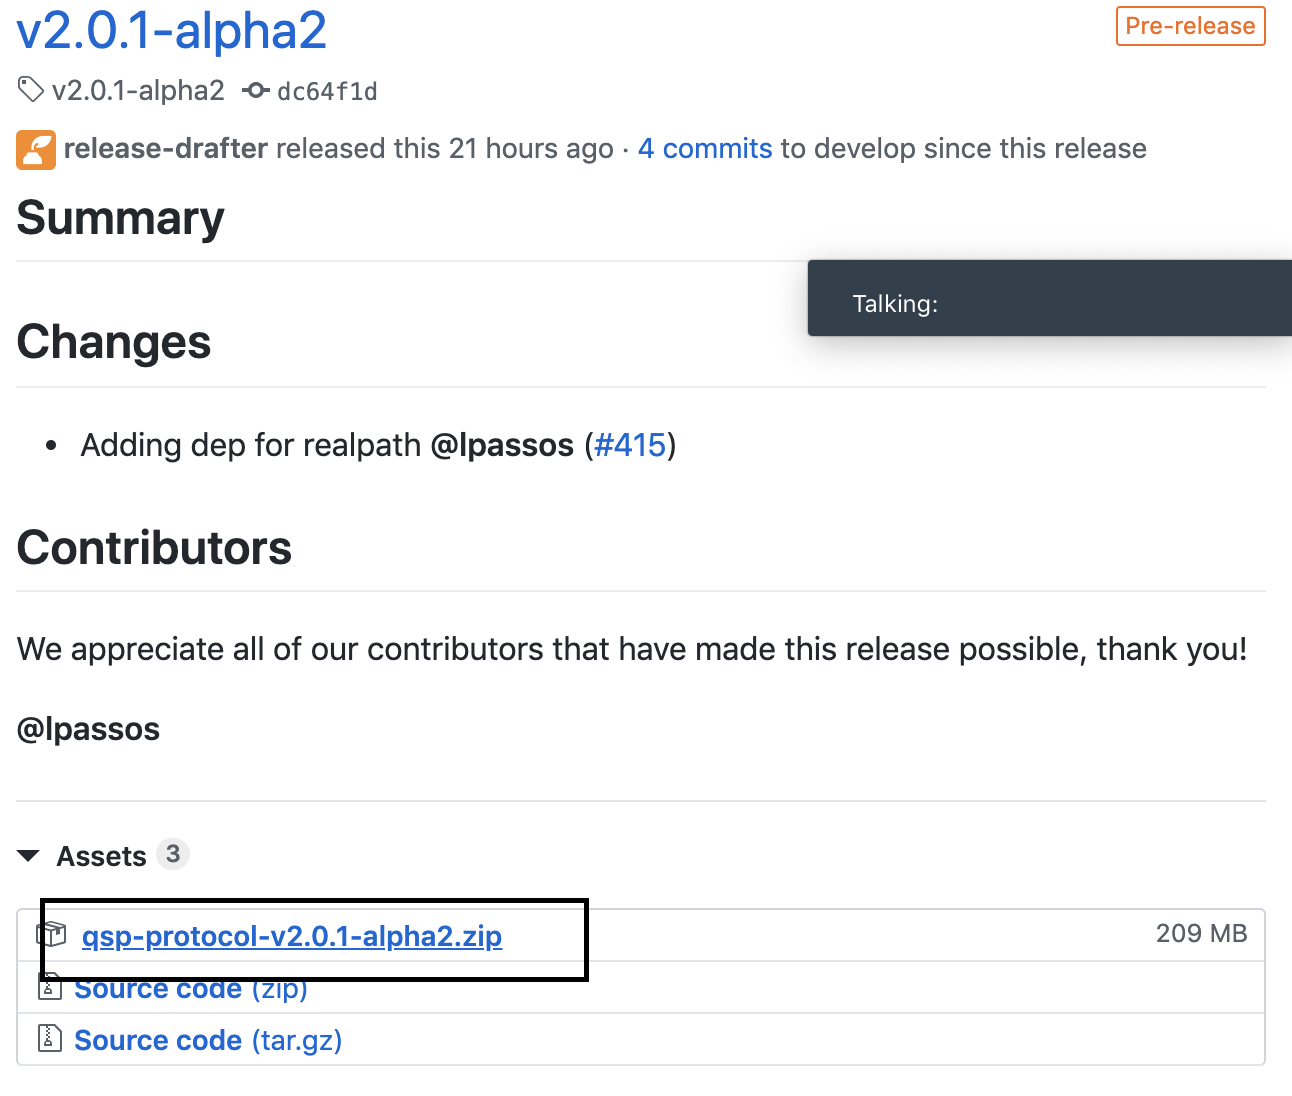 v2.0.1-alpha2
Pre-release
v2.0.1-alpha2 dc64f1d
release-drafter released this 21 hours ago · 4 commits to develop since this release
Summary
Talking:
Changes
• Adding dep for realpath @lpassos (#415)
Contributors
We appreciate all of our contributors that have made this release possible, thank you!
@lpassos
Assets 3
qsp-protocol-v2.0.1-alpha2.zip 209 MB
Source code (zip)
Source code (tar.gz)